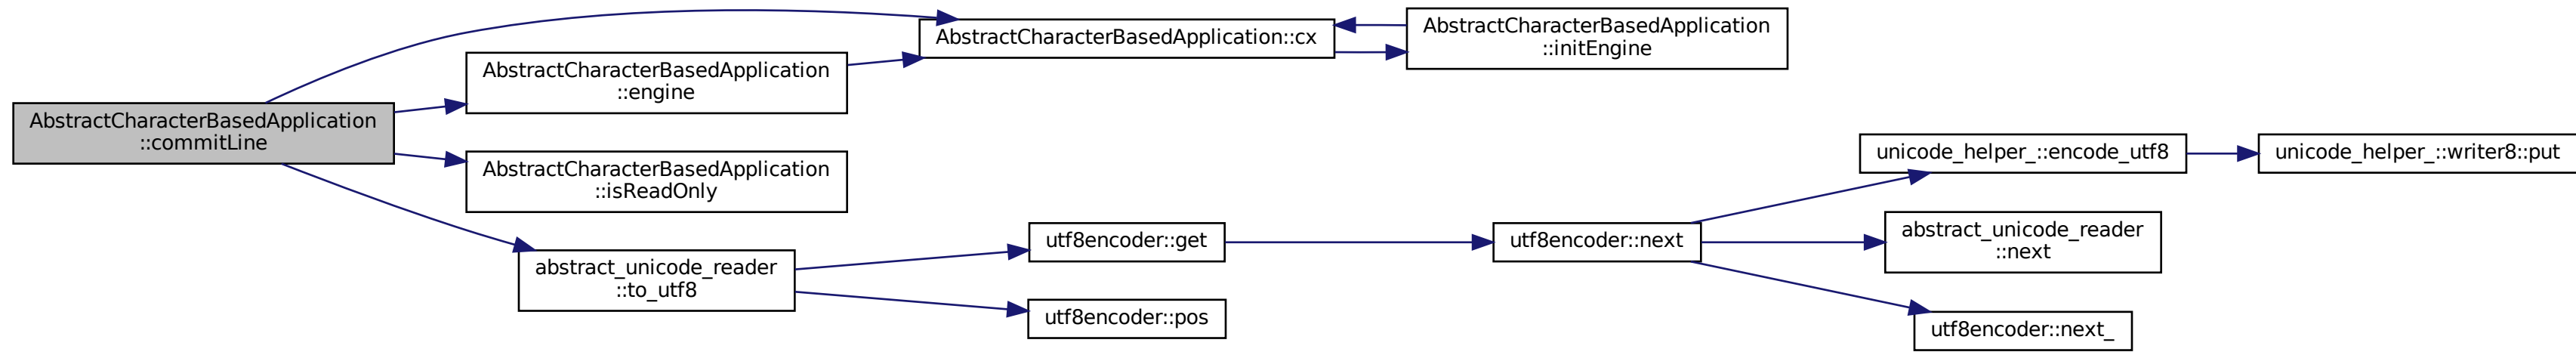 AbstractCharacterBasedApplication
::commitLine
AbstractCharacterBasedApplication::cx
AbstractCharacterBasedApplication
::initEngine
AbstractCharacterBasedApplication
::engine
AbstractCharacterBasedApplication
::isReadOnly
abstract_unicode_reader
::to_utf8
utf8encoder::get
utf8encoder::pos
utf8encoder::next
unicode_helper_::encode_utf8
unicode_helper_::writer8::put
abstract_unicode_reader
::next
utf8encoder::next_